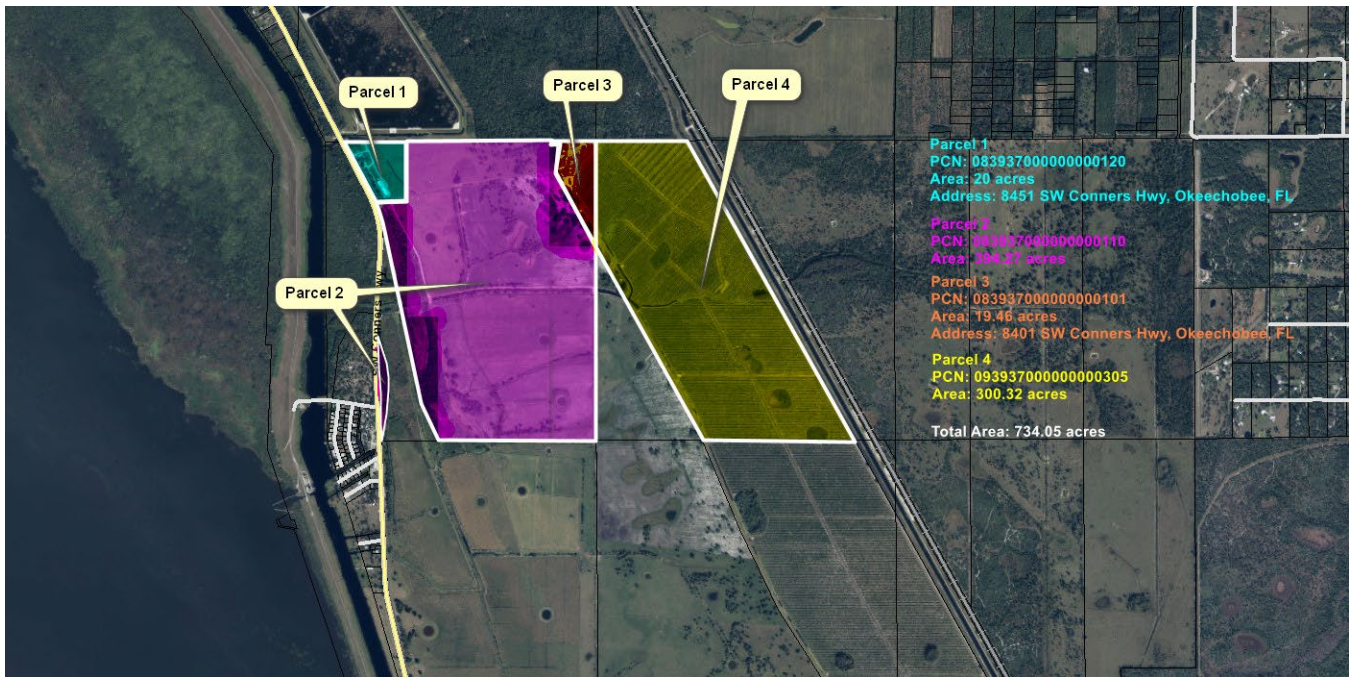 Parcel 1
Parcel 3
Parcel 4
Parcel 2
Parcel 1
PCN: 083937000000000120
Area: 20 acres
Address: 8451 SW Conners Hwy, Okeechobee, FL
Parcel 2
PCN: 083937000000000110
Area: 394.27 acres
Parcel 3
PCN: 083937000000000101
Area: 19.46 acres
Address: 8401 SW Conners Hwy, Okeechobee, FL
Parcel 4
PCN: 093937000000000305
Area: 300.32 acres
Total Area: 734.05 acres